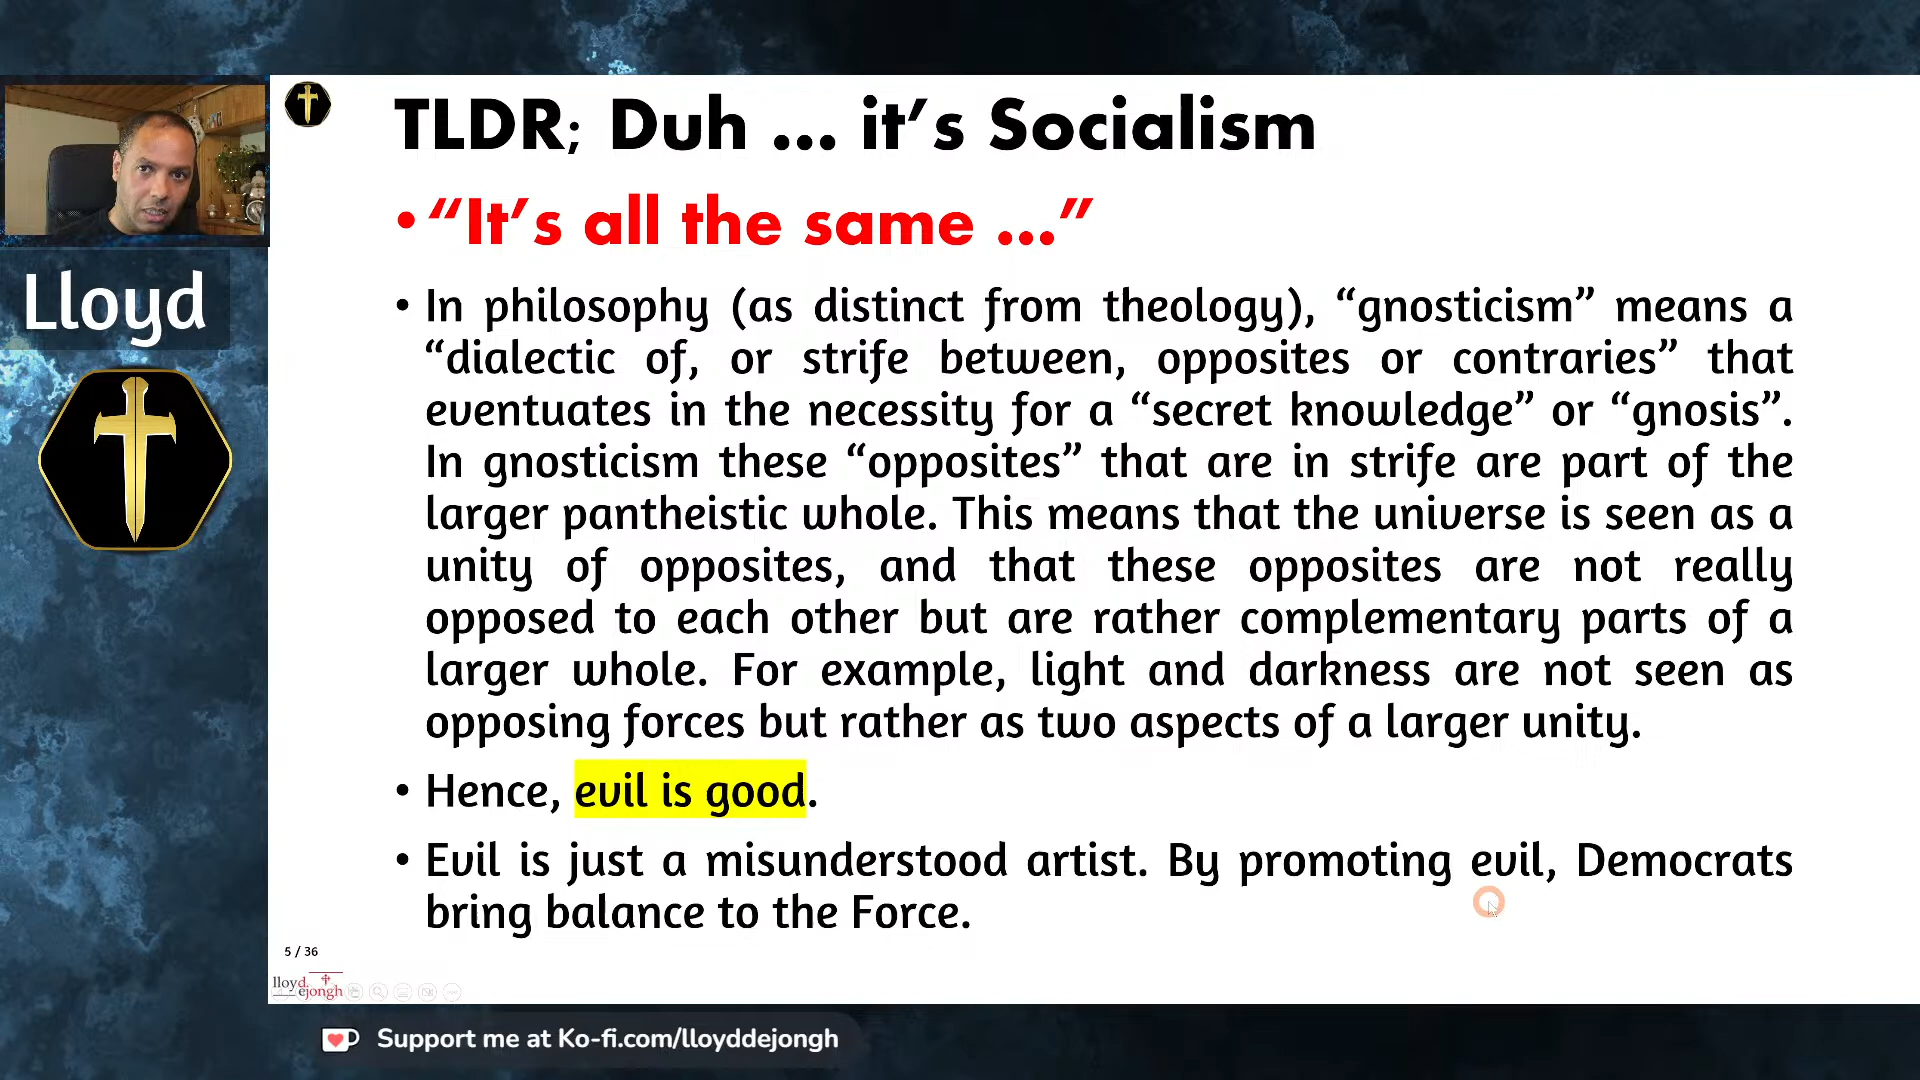 TLDR; Duh ... it's Socialism
• “It's all the same ...”
Lloyd
• In philosophy (as distinct from theology), “gnosticism” means a
“dialectic of, or strife between, opposites or contraries” that
eventuates in the necessity for a “secret knowledge” or “gnosis”.
In gnosticism these “opposites” that are in strife are part of the
larger pantheistic whole. This means that the universe is seen as a
unity of opposites, and that these opposites are not really
opposed to each other but are rather complementary parts of a
larger whole. For example, light and darkness are not seen as
opposing forces but rather as two aspects of a larger unity.
• Hence, evil is good.
• Evil is just a misunderstood artist. By promoting evil, Democrats
bring balance to the Force.
5 / 36
lloyd.
ejongh
Support me at Ko-fi.com/lloyddejongh